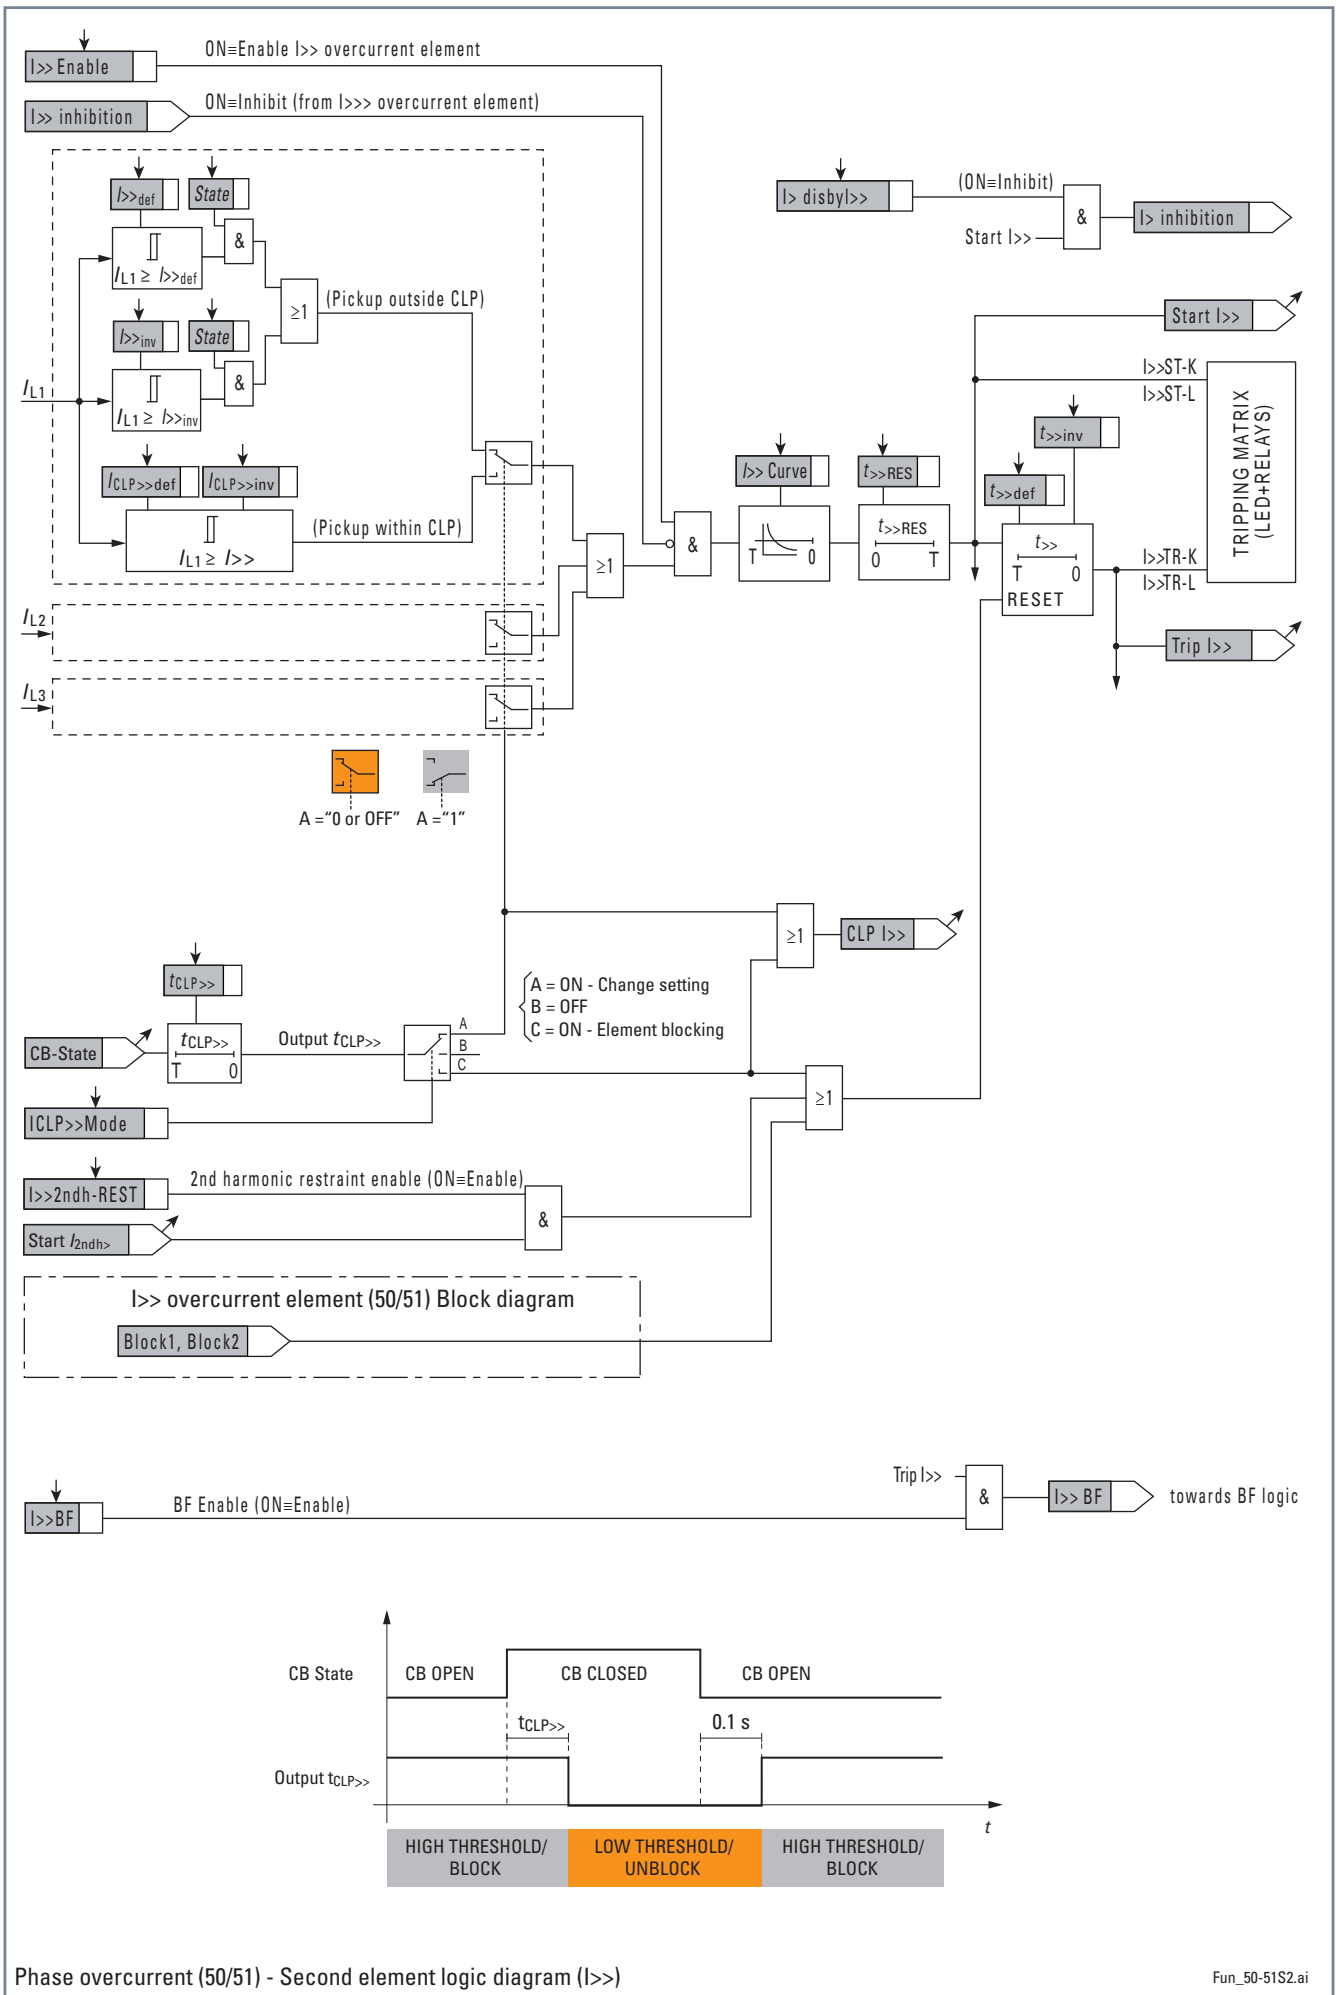 I>> Enable
ON≡Enable I>> overcurrent element
I>> inhibition
ON≡Inhibit (from I>>> overcurrent element)
I>>def
State
&
IL1 ≥ I>>def
≥1
(Pickup outside CLP)
I>>inv
State
&
IL1
IL1 ≥ I>>inv
ICLP>>def
ICLP>>inv
(Pickup within CLP)
IL1 ≥ I>>
IL2
IL3
≥1
&
I> disbyI>>
(ON≡Inhibit)
Start I>>
&
I> inhibition
Start I>>
I>>ST-K
I>>ST-L
TRIPPING MATRIX
(LED+RELAYS)
I>> Curve
T 0
t>>RES
t>>RES
0 T
t>>inv
t>>def
t>>
T 0
RESET
I>>TR-K
I>>TR-L
Trip I>>
A ="0 or OFF"
A ="1"
≥1
CLP I>>
tCLP>>
A = ON - Change setting
B = OFF
C = ON - Element blocking
CB-State
tCLP>>
T 0
Output tCLP>>
A
B
C
≥1
ICLP>>Mode
I>>2ndh-REST
2nd harmonic restraint enable (ON≡Enable)
&
Start I2ndh>
I>> overcurrent element (50/51) Block diagram
Block1, Block2
Trip I>>
&
I>> BF
towards BF logic
I>>BF
BF Enable (ON≡Enable)
CB State
CB OPEN
CB CLOSED
CB OPEN
tCLP>>
0.1 s
Output tCLP>>
t
HIGH THRESHOLD/
BLOCK
LOW THRESHOLD/
UNBLOCK
HIGH THRESHOLD/
BLOCK
Phase overcurrent (50/51) - Second element logic diagram (I>>)
Fun_50-51S2.ai